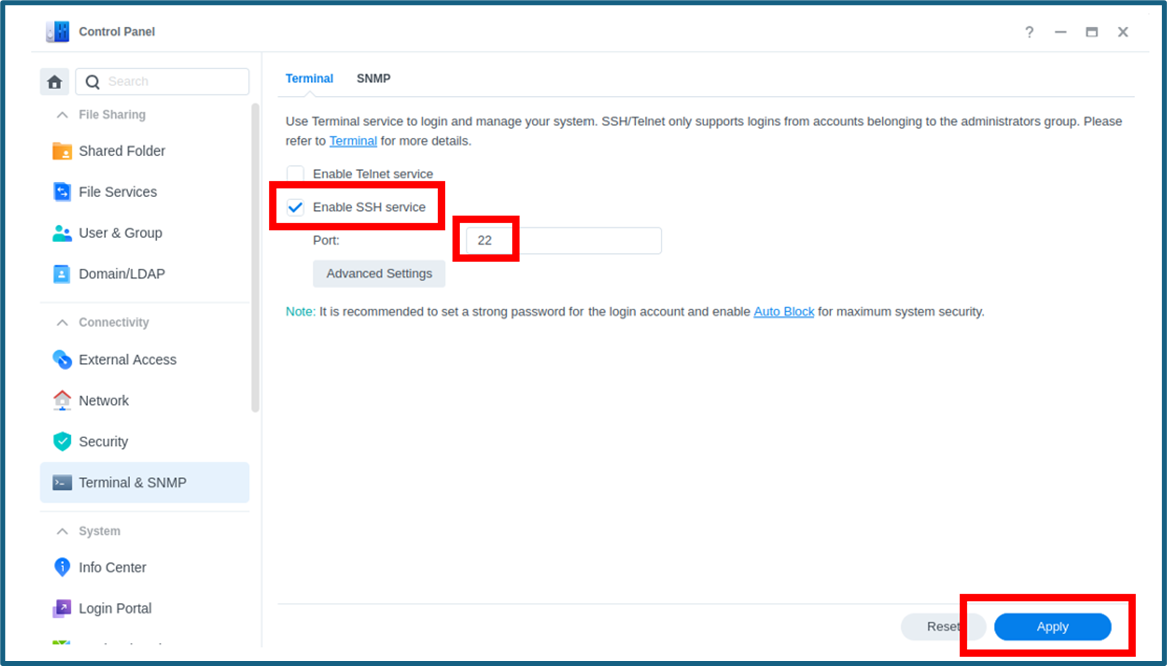 Control Panel
Search
File Sharing
Shared Folder
File Services
User & Group
Domain/LDAP
Connectivity
External Access
Network
Security
Terminal & SNMP
System
Info Center
Login Portal
Terminal SNMP
Use Terminal service to login and manage your system. SSH/Telnet only supports logins from accounts belonging to the administrators group. Please
refer to Terminal for more details.
Enable Telnet service
Enable SSH service
Port: 22
Advanced Settings
Note: It is recommended to set a strong password for the login account and enable Auto Block for maximum system security.
Reset Apply